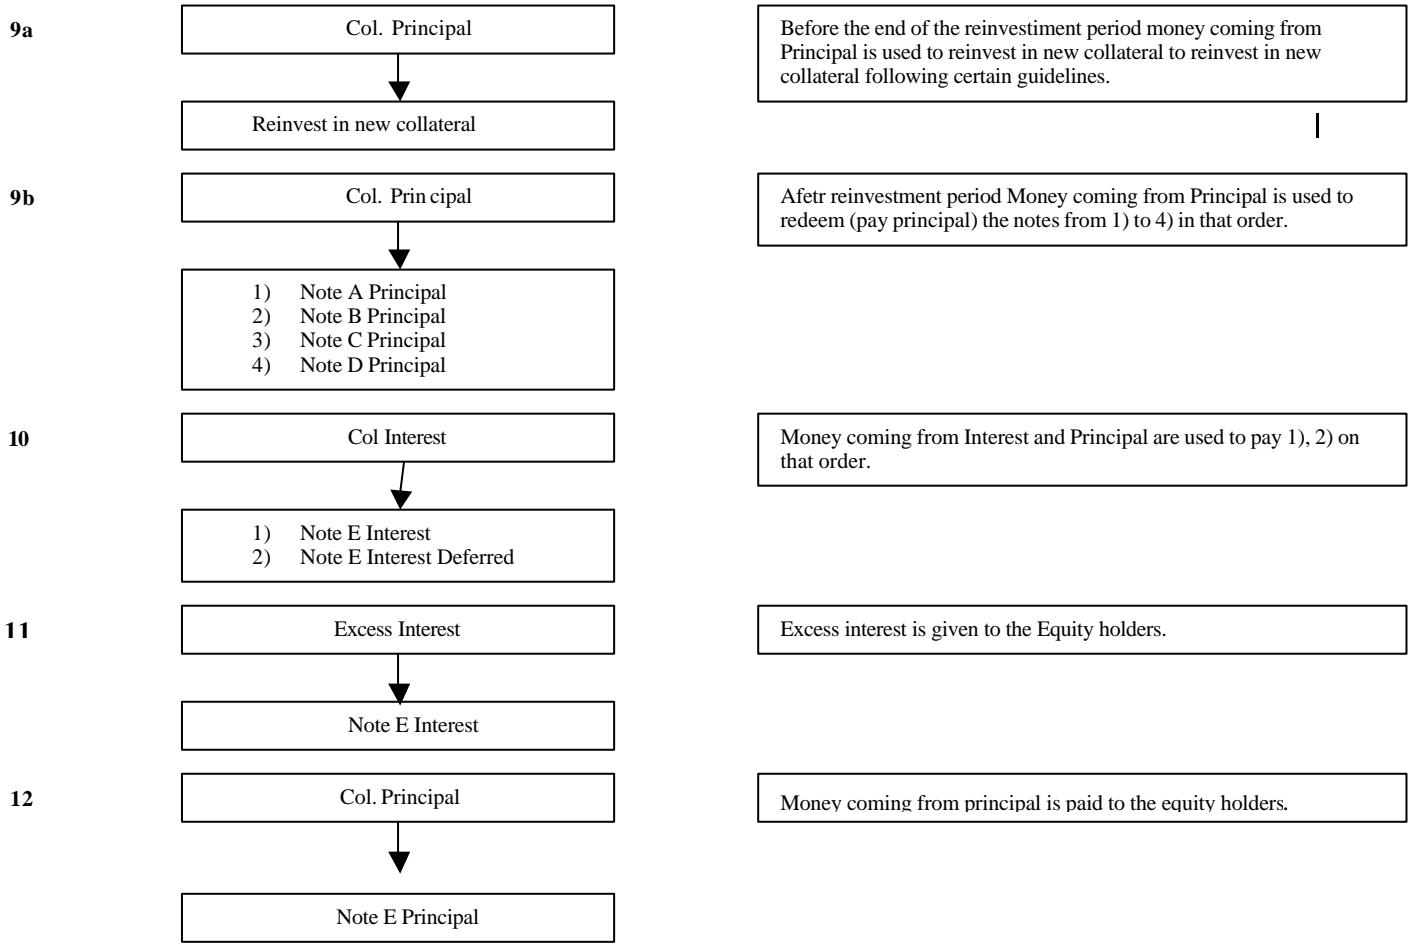 9a
Col. Principal
Before the end of the reinvestiment period money coming from
Principal is used to reinvest in new collateral to reinvest in new
collateral following certain guidelines.
Reinvest in new collateral
9b
Col. Prin cipal
Afetr reinvestment period Money coming from Principal is used to
redeem (pay principal) the notes from 1) to 4) in that order.
1) Note A Principal
2) Note B Principal
3) Note C Principal
4) Note D Principal
10
Col Interest
Money coming from Interest and Principal are used to pay 1), 2) on
that order.
1) Note E Interest
2) Note E Interest Deferred
11
Excess Interest
Excess interest is given to the Equity holders.
Note E Interest
12
Col. Principal
Money coming from principal is paid to the equity holders.
Note E Principal